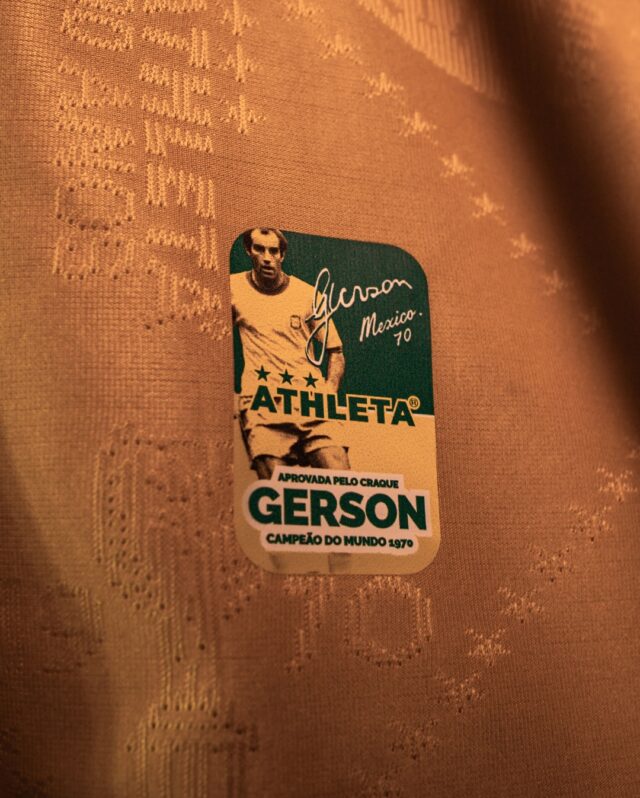 Gerson
Mexico.
70
ATHLETA®
APROVADA PELO CRAQUE
GERSON
CAMPEÃO DO MUNDO 1970